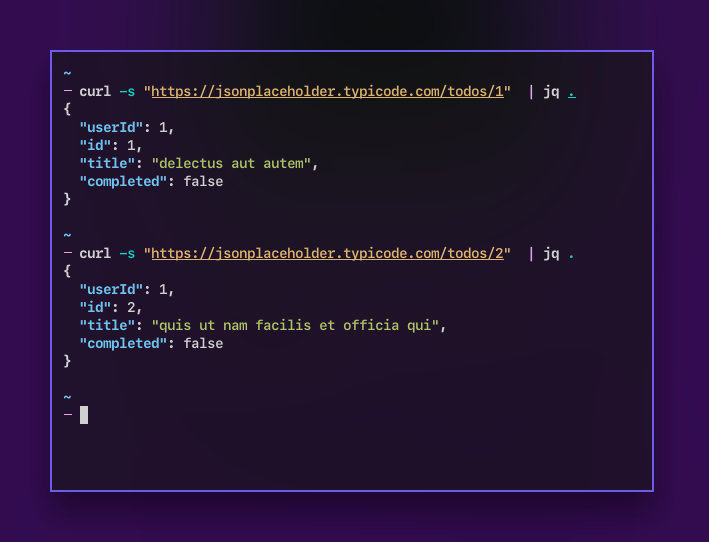 ~
─ curl -s "https://jsonplaceholder.typicode.com/todos/1"  | jq .
{
  "userId": 1,
  "id": 1,
  "title": "delectus aut autem",
  "completed": false
}

~
─ curl -s "https://jsonplaceholder.typicode.com/todos/2"  | jq .
{
  "userId": 1,
  "id": 2,
  "title": "quis ut nam facilis et officia qui",
  "completed": false
}

~
─